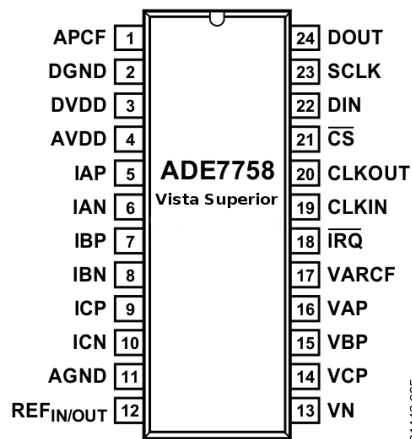 APCF 1 24 DOUT
DGND 2 23 SCLK
DVDD 3 22 DIN
AVDD 4 21 CS
ADE7758
IAP 5 20 CLKOUT
Vista Superior
IAN 6 19 CLKIN
IBP 7 18 IRQ
IBN 8 17 VARCF
ICP 9 16 VAP
ICN 10 15 VBP
AGND 11 14 VCP
REFIN/OUT 12 13 VN